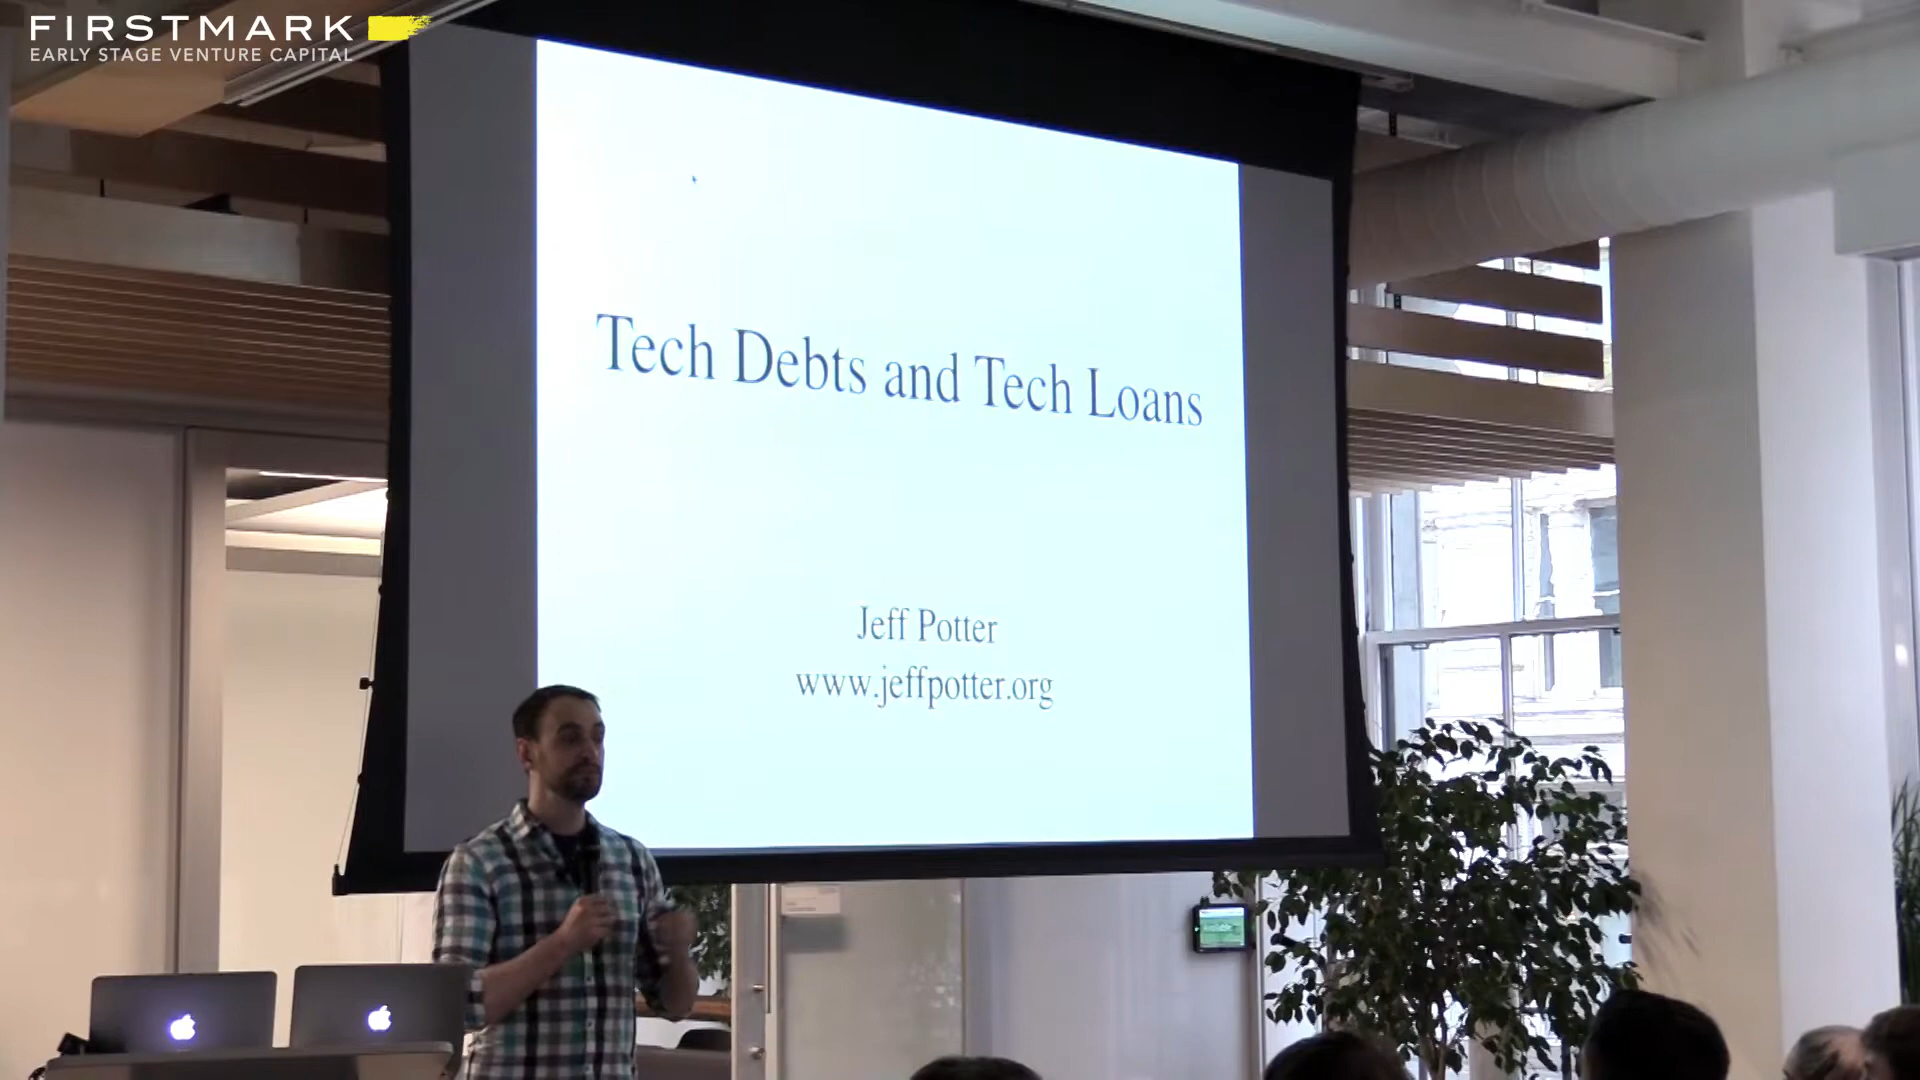 FIRSTMARK
EARLY STAGE VENTURE CAPITAL
Tech Debts and Tech Loans
Jeff Potter
www.jeffpotter.org